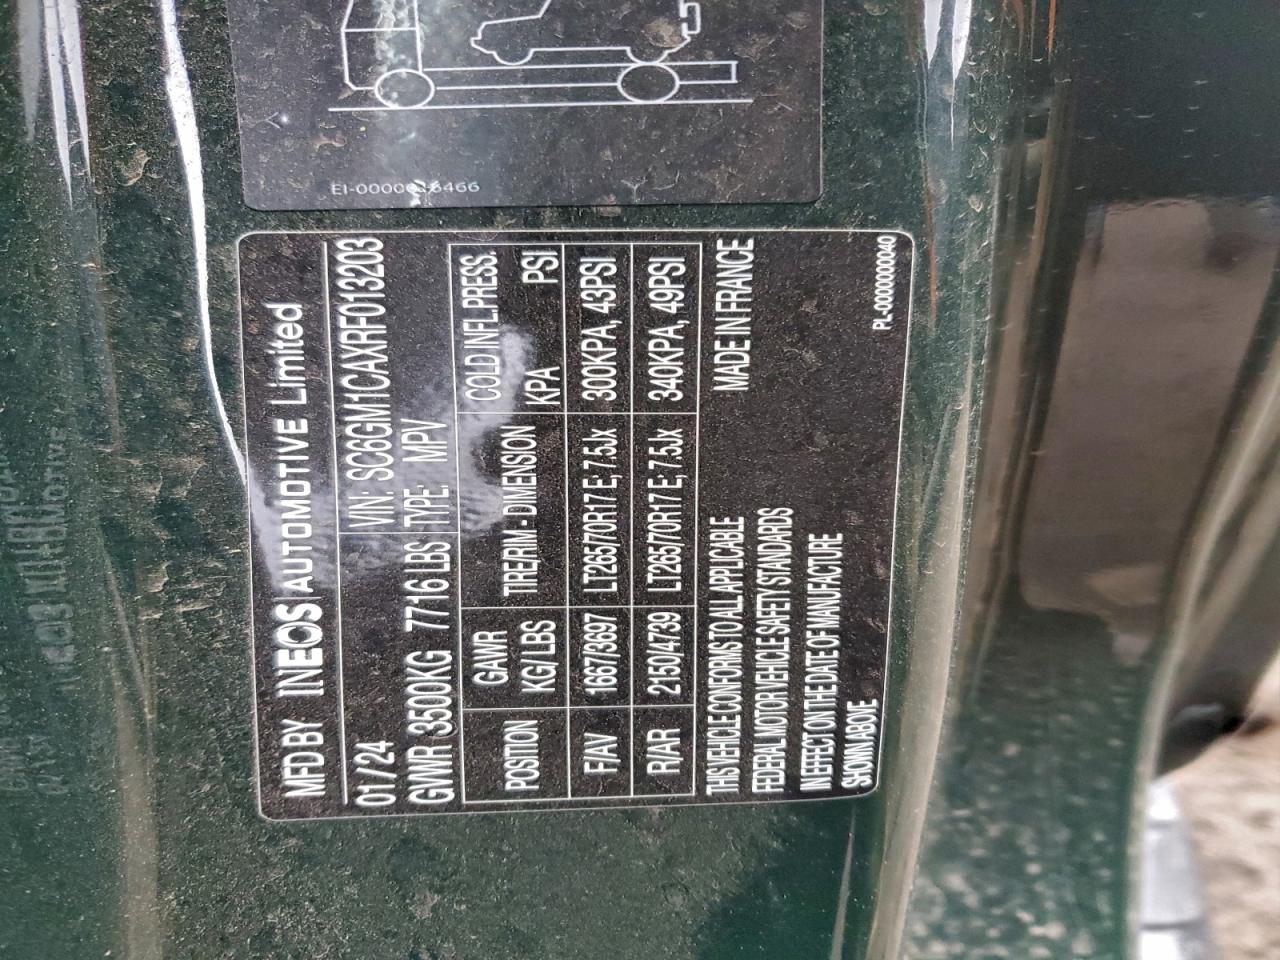 MFD BY INEOS AUTOMOTIVE Limited
01/24 VIN: SC6GM1CAXRF013203
GVWR 3500KG 7716 LBS TYPE: MPV
POSITION GAWR KG/LBS TIRE/RIM - DIMENSION COLD INFL.PRESS. KPA PSI
F/AV 1667/3697 LT265/70R17 E; 7.5Jx 300KPA, 43PSI
R/AR 2150/4739 LT265/70R17 E; 7.5Jx 340KPA, 49PSI
THIS VEHICLE CONFORMS TO ALL APPLICABLE MADE IN FRANCE
FEDERAL MOTOR VEHICLE SAFETY STANDARDS
IN EFFECT ON THE DATE OF MANUFACTURE
SHOWN ABOVE
PL-0000000040